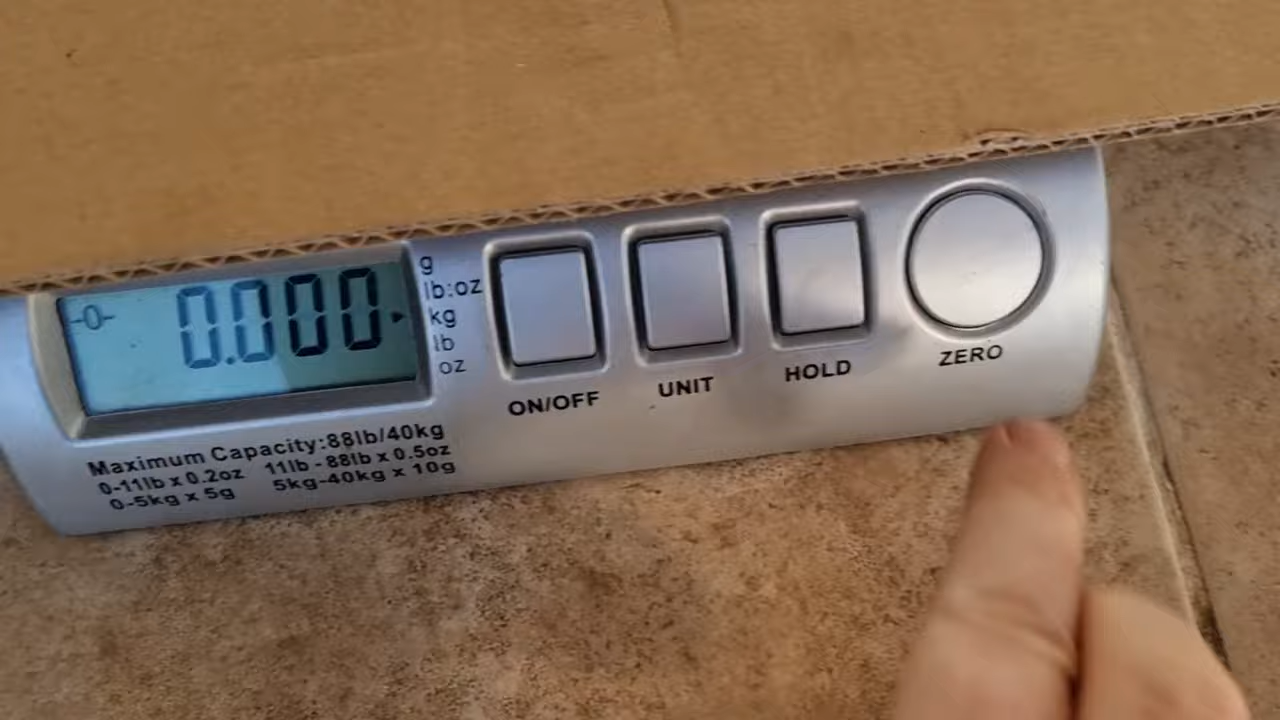 -0- 0.000
g
lb:oz
kg
lb
oz
ON/OFF UNIT HOLD ZERO
Maximum Capacity:88lb/40kg
0-11lb x 0.2oz 11lb - 88lb x 0.5oz
0-5kg x 5g 5kg-40kg x 10g